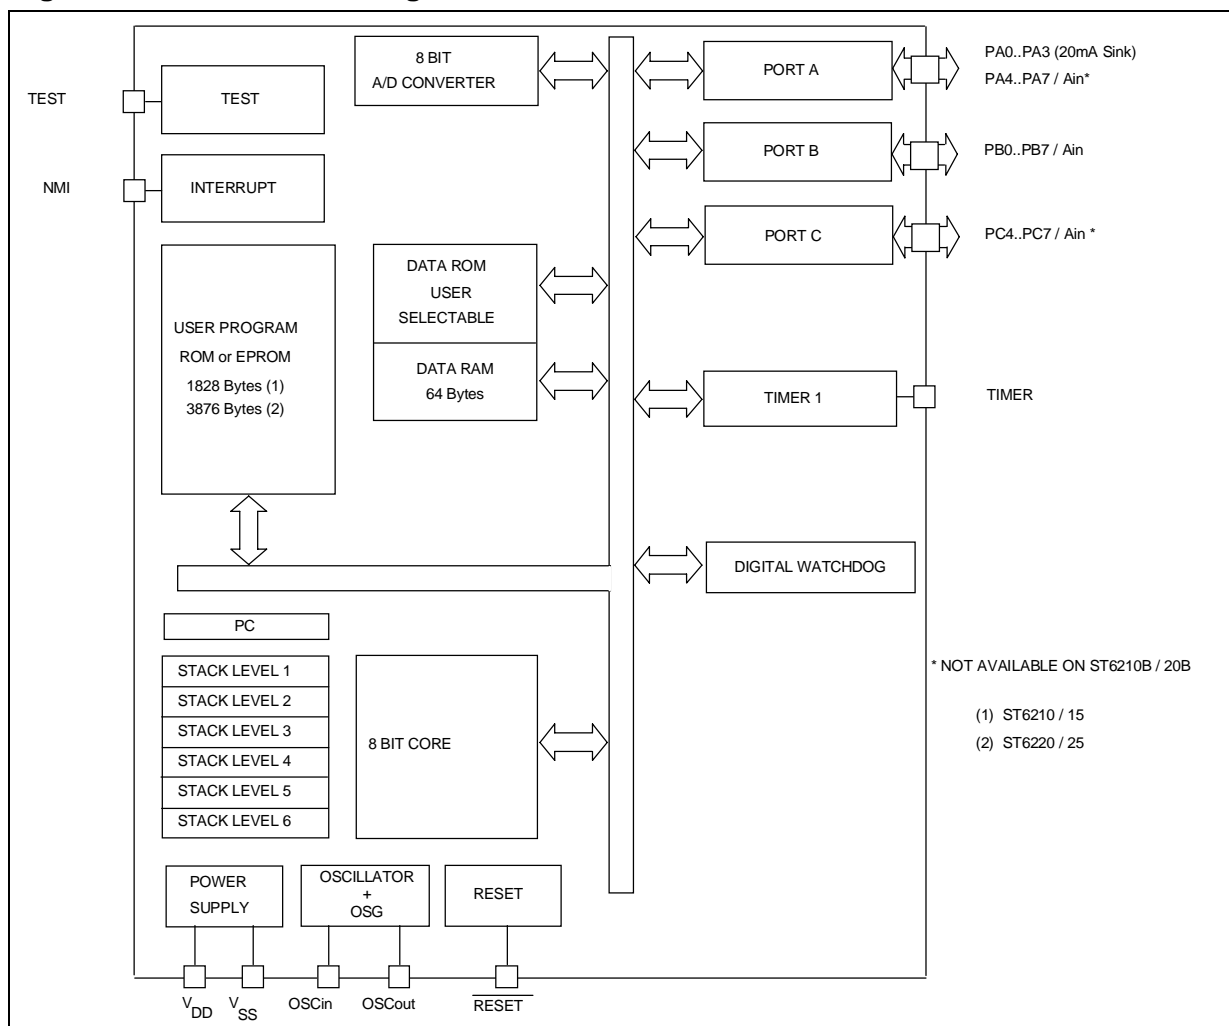 8 BIT
A/D CONVERTER
PORT A
PA0..PA3 (20mA Sink)
PA4..PA7 / Ain*
TEST
TEST
PORT B
PB0..PB7 / Ain
NMI
INTERRUPT
PORT C
PC4..PC7 / Ain *
DATA ROM
USER
SELECTABLE
USER PROGRAM
ROM or EPROM
1828 Bytes (1)
3876 Bytes (2)
DATA RAM
64 Bytes
TIMER 1
TIMER
DIGITAL WATCHDOG
PC
STACK LEVEL 1
STACK LEVEL 2
STACK LEVEL 3
STACK LEVEL 4
STACK LEVEL 5
STACK LEVEL 6
8 BIT CORE
* NOT AVAILABLE ON ST6210B / 20B
(1) ST6210 / 15
(2) ST6220 / 25
POWER
SUPPLY
OSCILLATOR
+
OSG
RESET
VDD
VSS
OSCin
OSCout
RESET